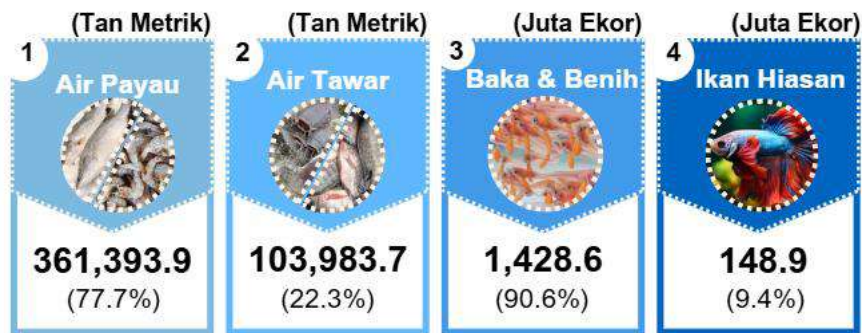 (Tan Metrik)
1
Air Payau
361,393.9
(77.7%)
(Tan Metrik)
2
Air Tawar
103,983.7
(22.3%)
(Juta Ekor)
3
Baka & Benih
1,428.6
(90.6%)
(Juta Ekor)
4
Ikan Hiasan
148.9
(9.4%)